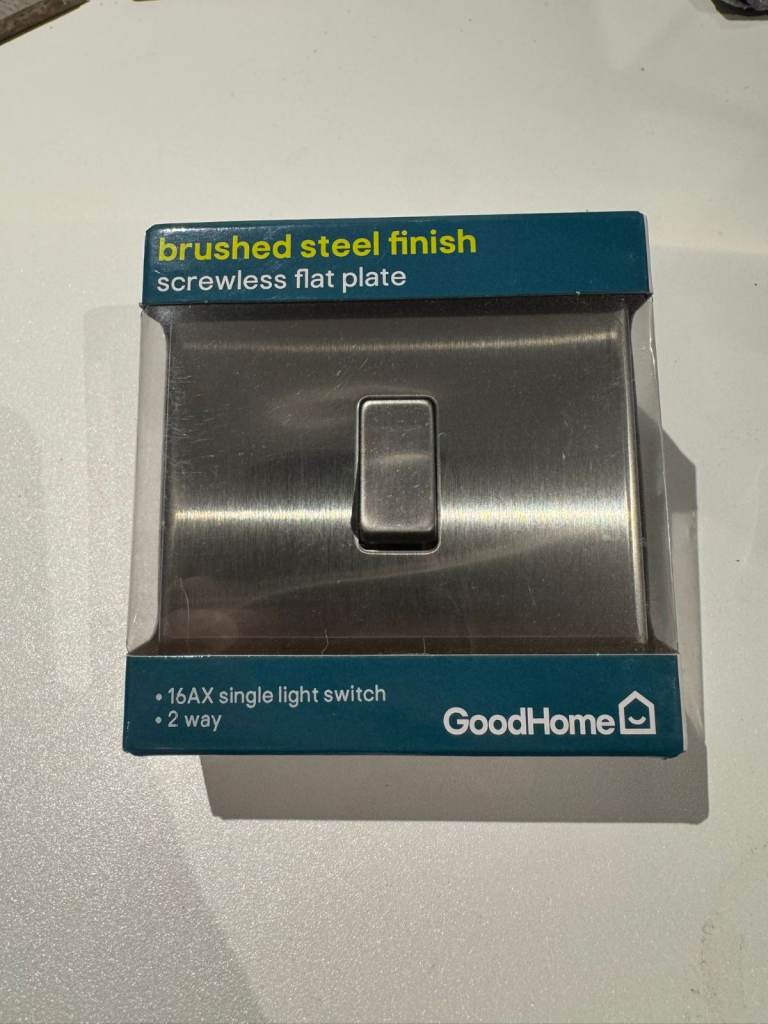 brushed steel finish
screwless flat plate
• 16AX single light switch
• 2 way
GoodHome